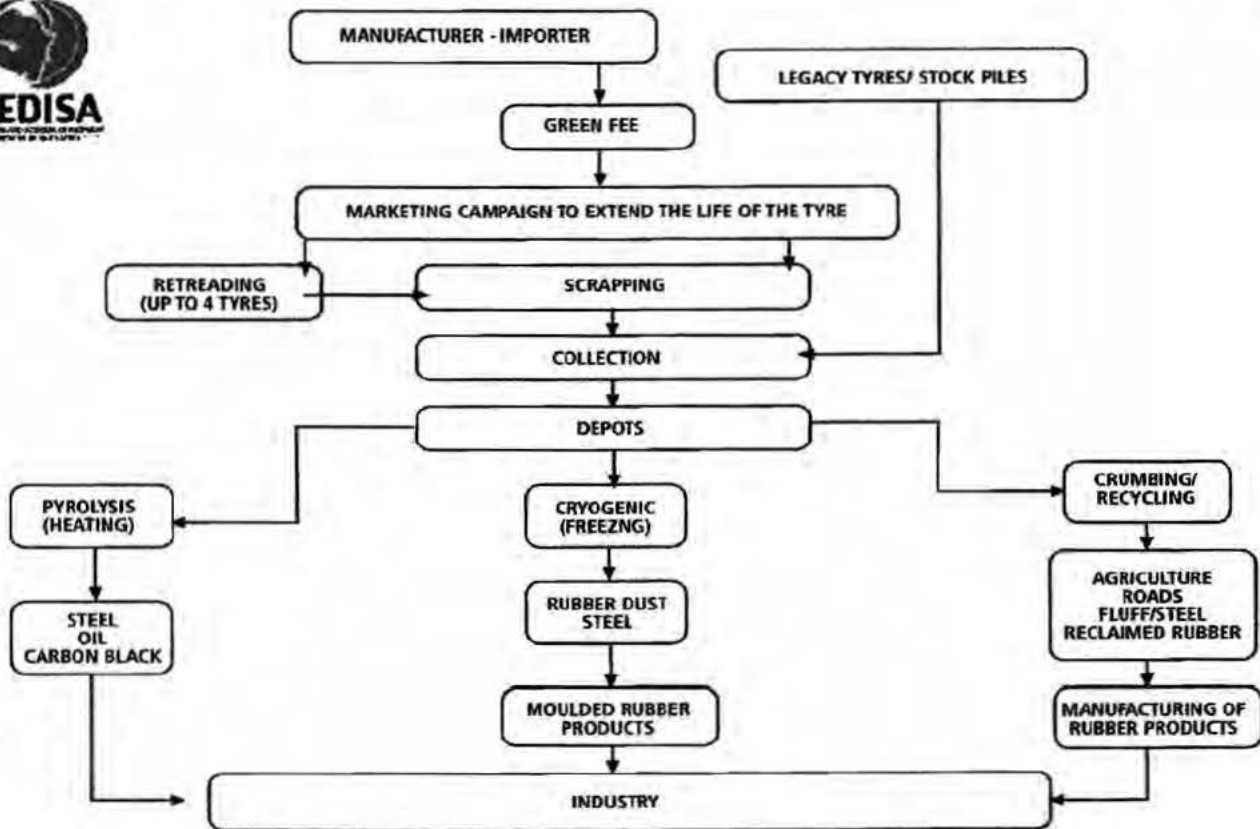 EDISA
MANUFACTURER - IMPORTER
LEGACY TYRES/ STOCK PILES
GREEN FEE
MARKETING CAMPAIGN TO EXTEND THE LIFE OF THE TYRE
RETREADING
(UP TO 4 TYRES)
SCRAPPING
COLLECTION
DEPOTS
PYROLYSIS
(HEATING)
CRYOGENIC
(FREEZNG)
CRUMBING/
RECYCLING
STEEL
OIL
CARBON BLACK
RUBBER DUST
STEEL
AGRICULTURE
ROADS
FLUFF/STEEL
RECLAIMED RUBBER
MOULDED RUBBER
PRODUCTS
MANUFACTURING OF
RUBBER PRODUCTS
INDUSTRY